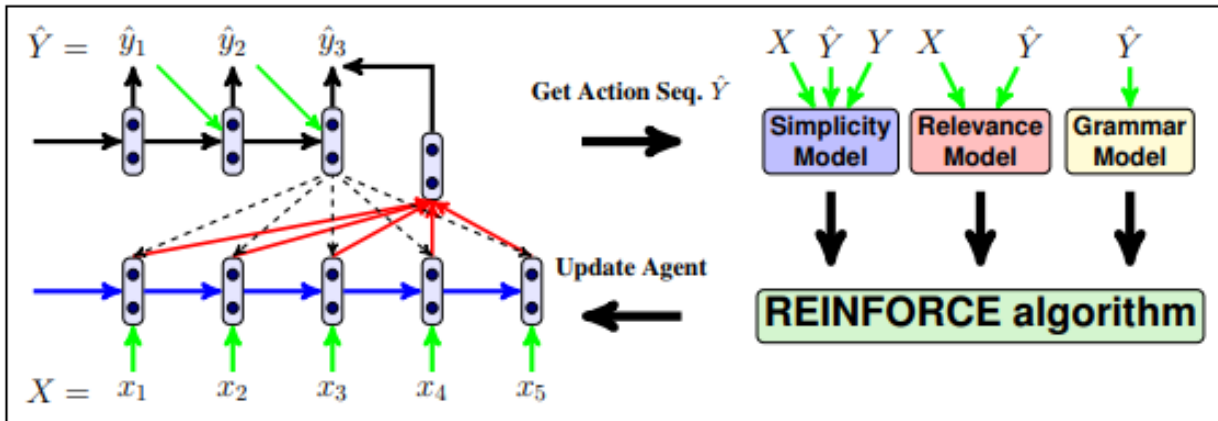 Ŷ = ŷ₁ ŷ₂ ŷ₃
Get Action Seq. Ŷ
X Ŷ Y X Ŷ Ŷ
Simplicity Model
Relevance Model
Grammar Model
Update Agent
REINFORCE algorithm
X = x₁ x₂ x₃ x₄ x₅